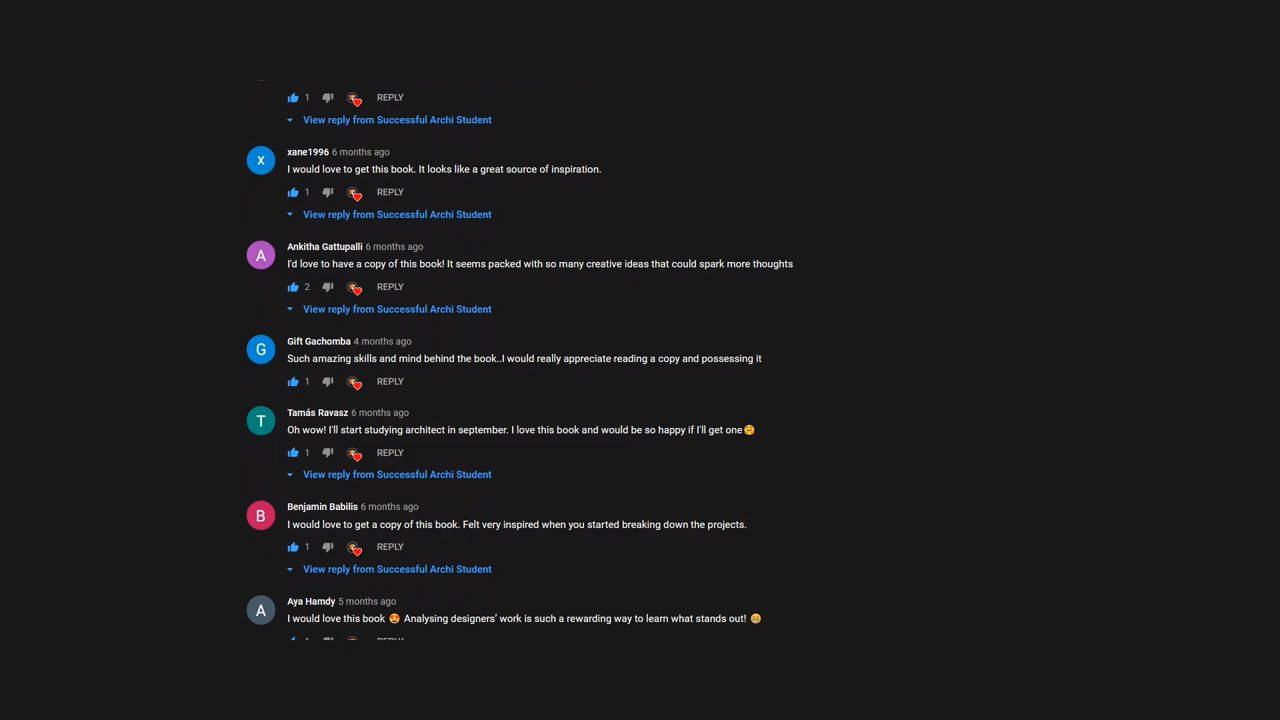 1 REPLY
View reply from Successful Archi Student
X
xane1996 6 months ago
I would love to get this book. It looks like a great source of inspiration.
1 REPLY
View reply from Successful Archi Student
A
Ankitha Gattupalli 6 months ago
I'd love to have a copy of this book! It seems packed with so many creative ideas that could spark more thoughts
2 REPLY
View reply from Successful Archi Student
G
Gift Gachomba 4 months ago
Such amazing skills and mind behind the book..I would really appreciate reading a copy and possessing it
1 REPLY
T
Tamás Ravasz 6 months ago
Oh wow! I'll start studying architect in september. I love this book and would be so happy if I'll get one🤗
1 REPLY
View reply from Successful Archi Student
B
Benjamin Babilis 6 months ago
I would love to get a copy of this book. Felt very inspired when you started breaking down the projects.
1 REPLY
View reply from Successful Archi Student
A
Aya Hamdy 5 months ago
I would love this book 😍 Analysing designers' work is such a rewarding way to learn what stands out!